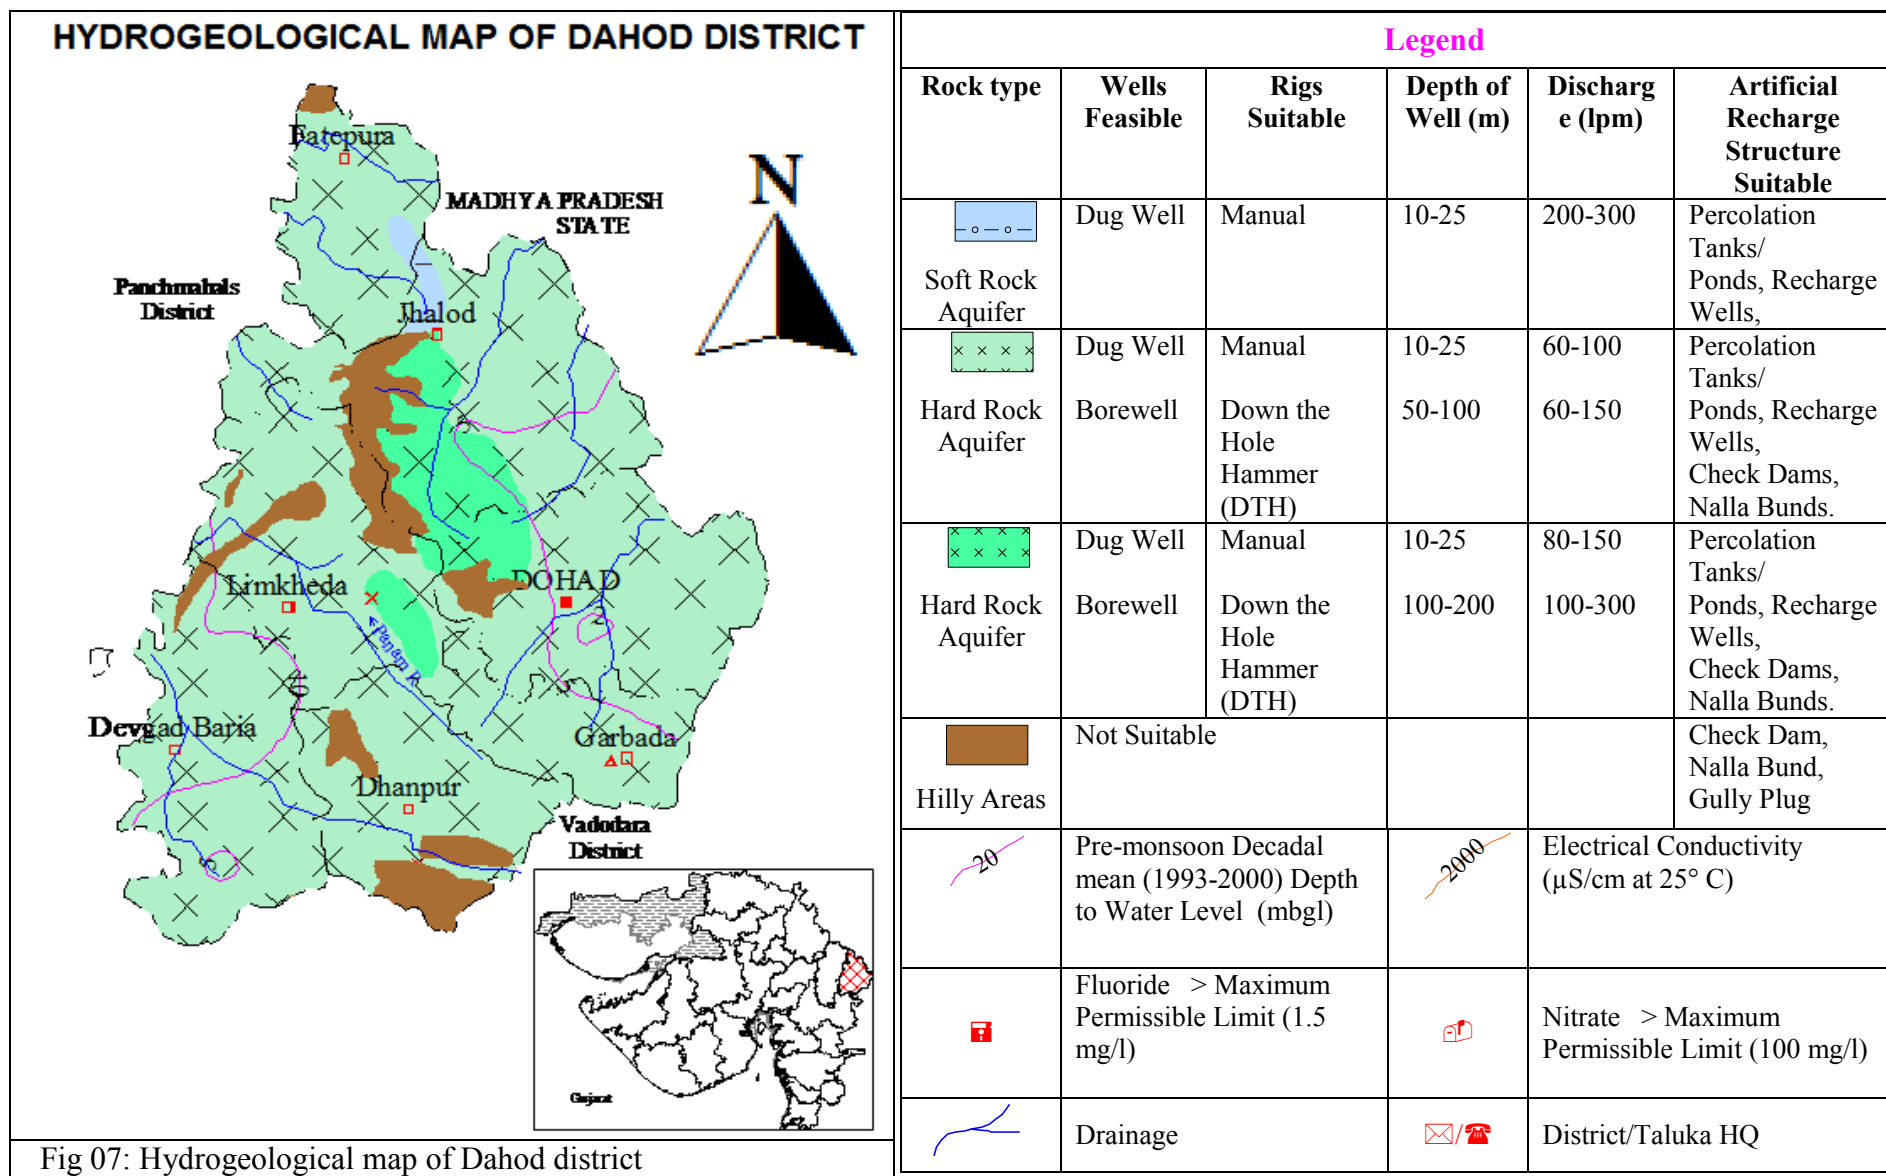 HYDROGEOLOGICAL MAP OF DAHOD DISTRICT
Fatepura
MADHYA PRADESH
STATE
N
Panchmahals
District
Jhalod
5
Limkheda
DOHAD
2
Panam R
10
5
Devgad Baria
Garbada
Dhanpur
Vadodara
District
5
Gujarat
Fig 07: Hydrogeological map of Dahod district
Legend
Rock type
Wells
Feasible
Rigs
Suitable
Depth of
Well (m)
Discharg
e (lpm)
Artificial
Recharge
Structure
Suitable
Soft Rock
Aquifer
Dug Well
Manual
10-25
200-300
Percolation
Tanks/
Ponds, Recharge
Wells,
Hard Rock
Aquifer
Dug Well
Borewell
Manual
Down the
Hole
Hammer
(DTH)
10-25
50-100
60-100
60-150
Percolation
Tanks/
Ponds, Recharge
Wells,
Check Dams,
Nalla Bunds.
Hard Rock
Aquifer
Dug Well
Borewell
Manual
Down the
Hole
Hammer
(DTH)
10-25
100-200
80-150
100-300
Percolation
Tanks/
Ponds, Recharge
Wells,
Check Dams,
Nalla Bunds.
Hilly Areas
Not Suitable
Check Dam,
Nalla Bund,
Gully Plug
20
Pre-monsoon Decadal
mean (1993-2000) Depth
to Water Level (mbgl)
2000
Electrical Conductivity
(µS/cm at 25° C)
Fluoride > Maximum
Permissible Limit (1.5
mg/l)
Nitrate > Maximum
Permissible Limit (100 mg/l)
Drainage
/
District/Taluka HQ